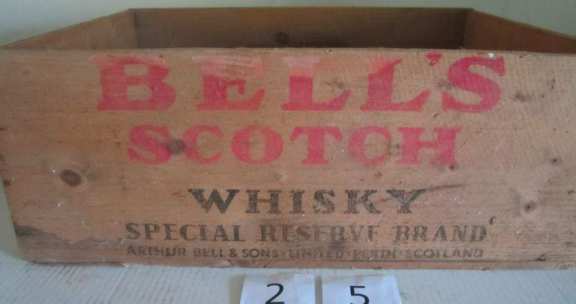 BELL'S
SCOTCH
WHISKY
SPECIAL RESERVE BRAND
ARTHUR BELL & SONS LIMITED PERTH SCOTLAND
2 5